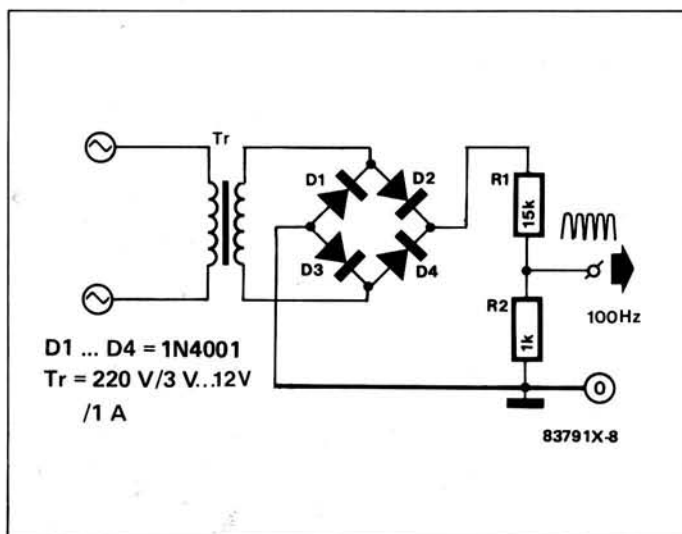 Tr
D1
D2
R1
15k
D3
D4
R2
1k
100Hz
D1 ... D4 = 1N4001
Tr = 220 V/3 V...12V
/1 A
0
83791X-8